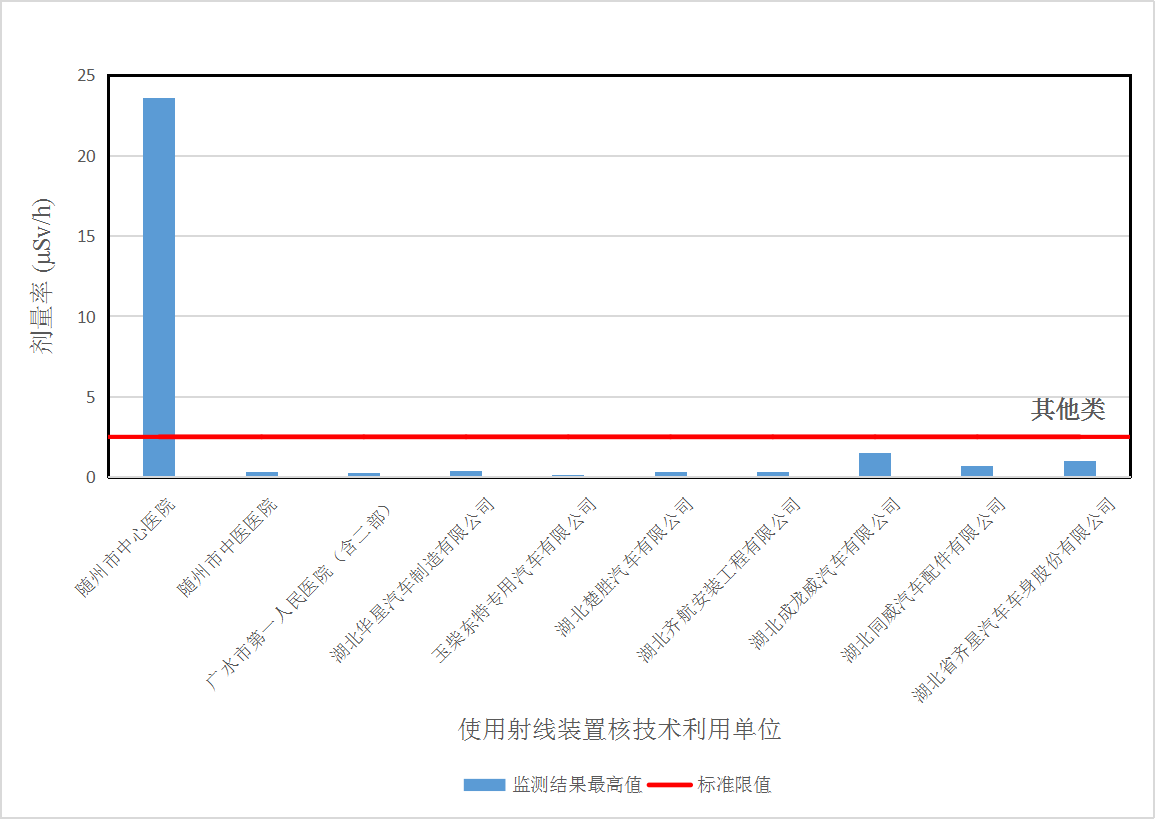 25
20
15
10
5
0
剂量率 (μSv/h)
其他类
随州市中心医院
随州市中医医院
广水市第一人民医院（含二部）
湖北华星汽车制造有限公司
玉柴东特专用汽车有限公司
湖北楚胜汽车有限公司
湖北齐航安装工程有限公司
湖北成龙威汽车有限公司
湖北同威汽车配件有限公司
湖北省齐星汽车车身股份有限公司
使用射线装置核技术利用单位
监测结果最高值 标准限值